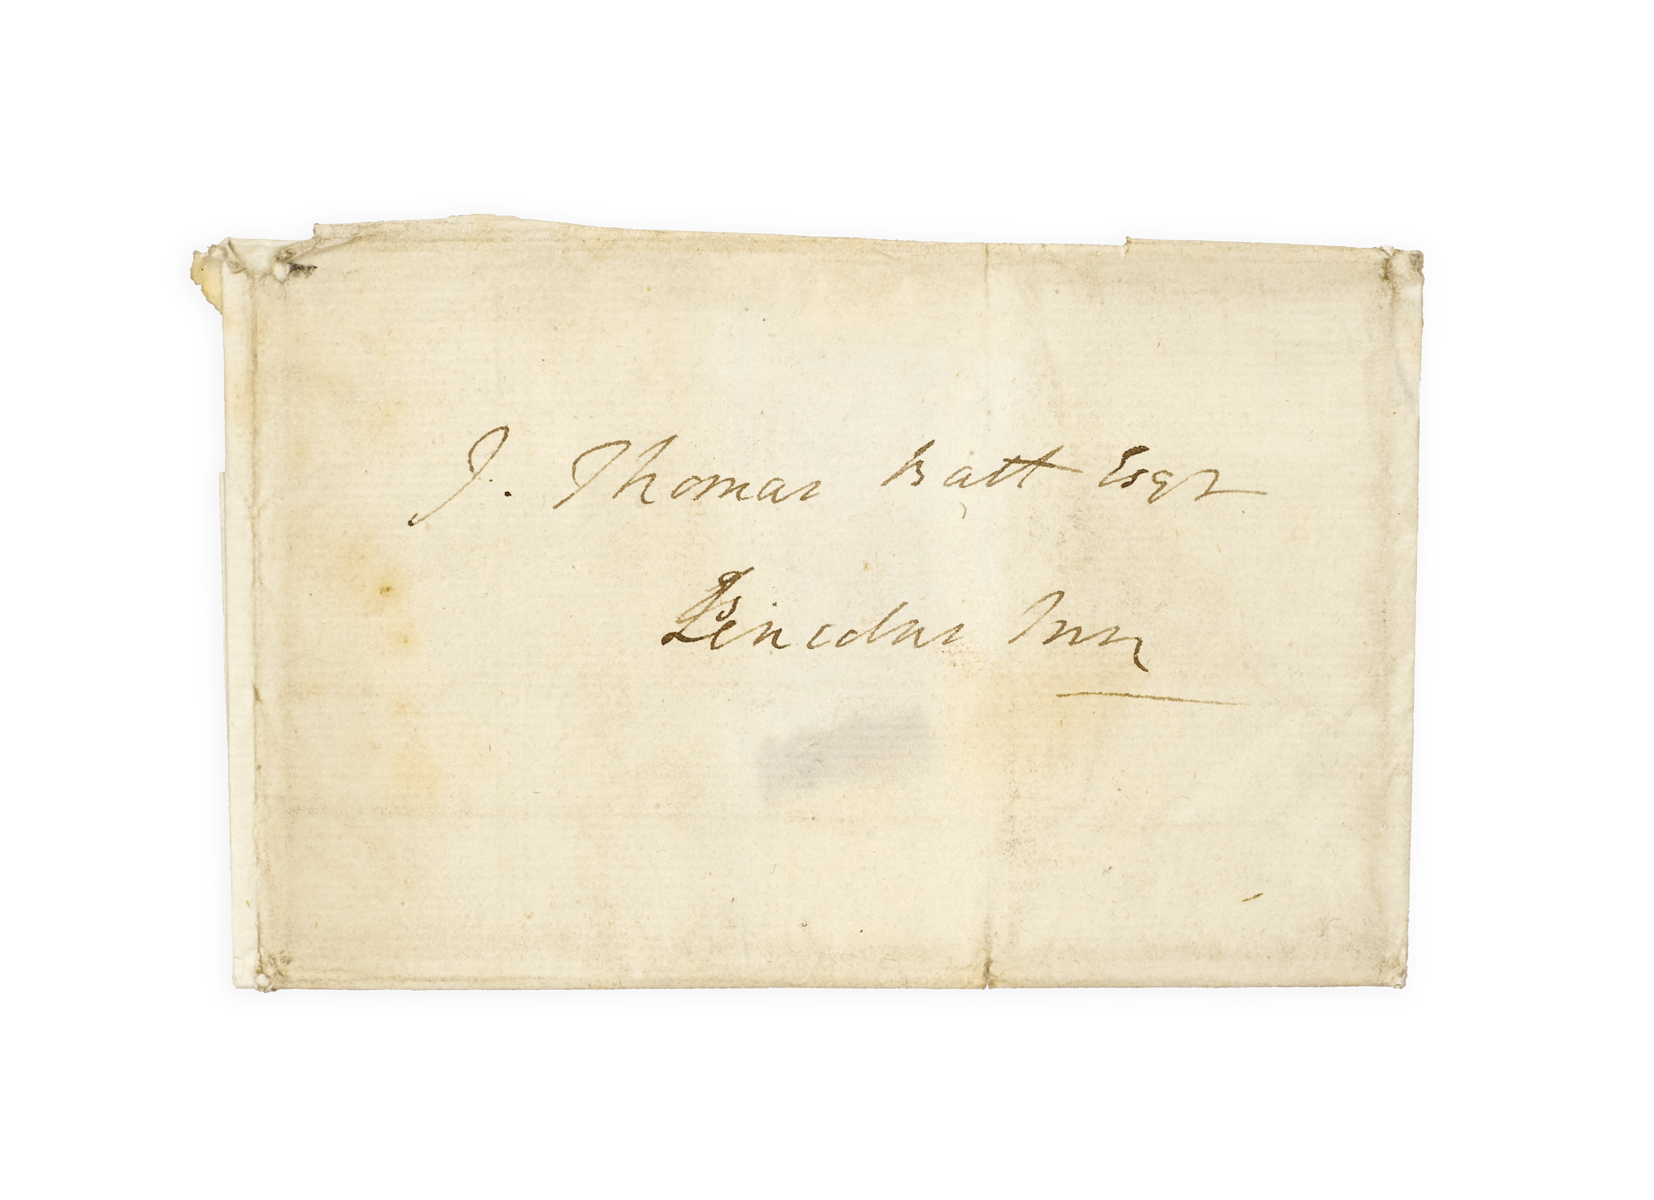 J. Thomas Batt Esqr
Lincolns Inn